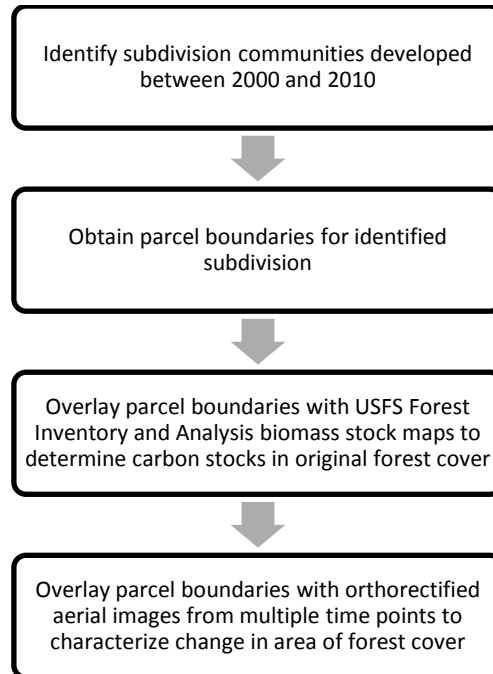 Identify subdivision communities developed
between 2000 and 2010
Obtain parcel boundaries for identified
subdivision
Overlay parcel boundaries with USFS Forest
Inventory and Analysis biomass stock maps to
determine carbon stocks in original forest cover
Overlay parcel boundaries with orthorectified
aerial images from multiple time points to
characterize change in area of forest cover